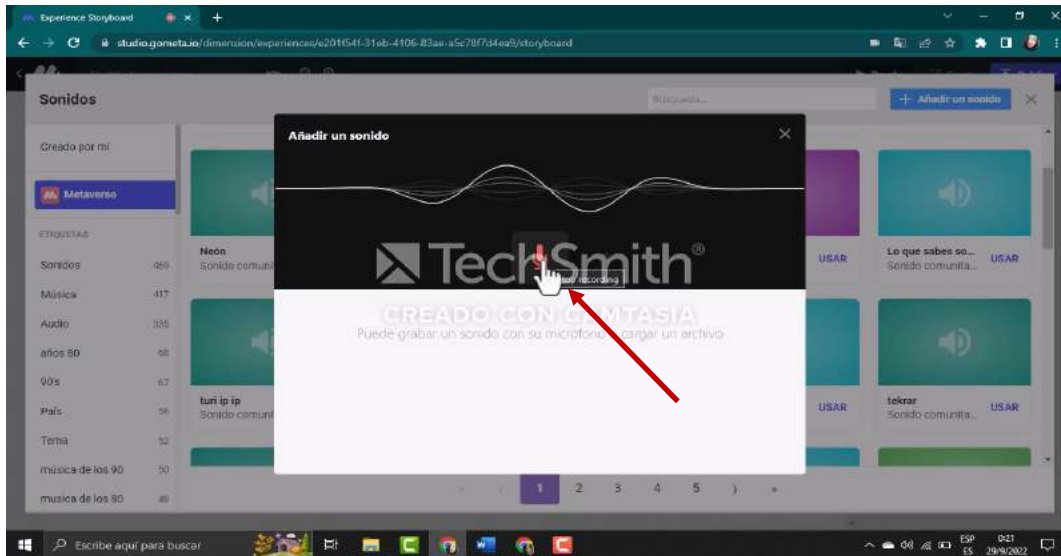 Experience Storyboard
studio.gometa.io/dimension/experiences/e201f54f-31eb-4106-83ae-a5c78f7d4ea9/storyboard
Sonidos
Búsqueda...
+ Añadir un sonido
Añadir un sonido
Creado por mí
Metaverso
ETIQUETAS
Sonidos 469
Música 417
Audio 335
años 80 68
90's 67
País 56
Tema 52
música de los 90 50
musica de los 80
Neón
Sonido comuni
USAR
Lo que sabes so...
Sonido comunita...
USAR
TechSmith®
recording
CREADO CON CAMTASIA
Puede grabar un sonido con su micrófono o cargar un archivo
turi ip ip
Sonido comuni
USAR
tekrar
Sonido comunita...
USAR
1 2 3 4 5
Escribe aquí para buscar
ESP
ES
0:21
29/9/2022